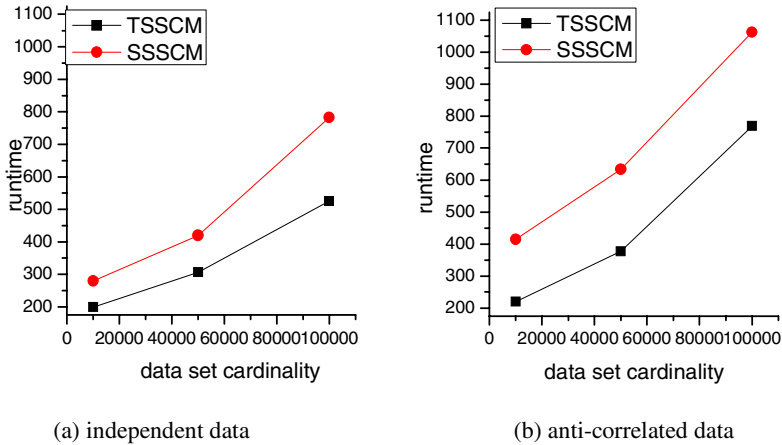 1100
1000
900
800
700
600
500
400
300
200
runtime
TSSCM
SSSCM
0 20000 40000 60000 80000 100000
data set cardinality
(a) independent data
1100
1000
900
800
700
600
500
400
300
200
runtime
TSSCM
SSSCM
0 20000 40000 60000 80000 100000
data set cardinality
(b) anti-correlated data